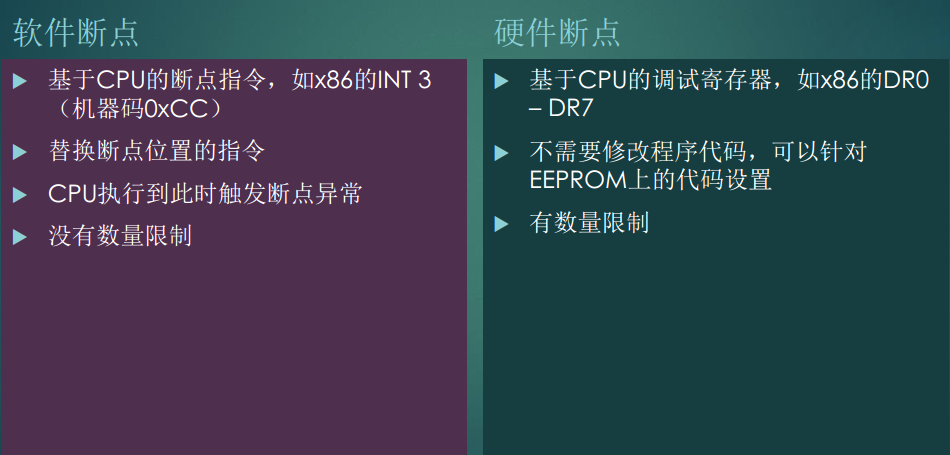 软件断点
基于CPU的断点指令，如x86的INT 3
（机器码0xCC）
替换断点位置的指令
CPU执行到此时触发断点异常
没有数量限制
硬件断点
基于CPU的调试寄存器，如x86的DR0
– DR7
不需要修改程序代码，可以针对
EEPROM上的代码设置
有数量限制